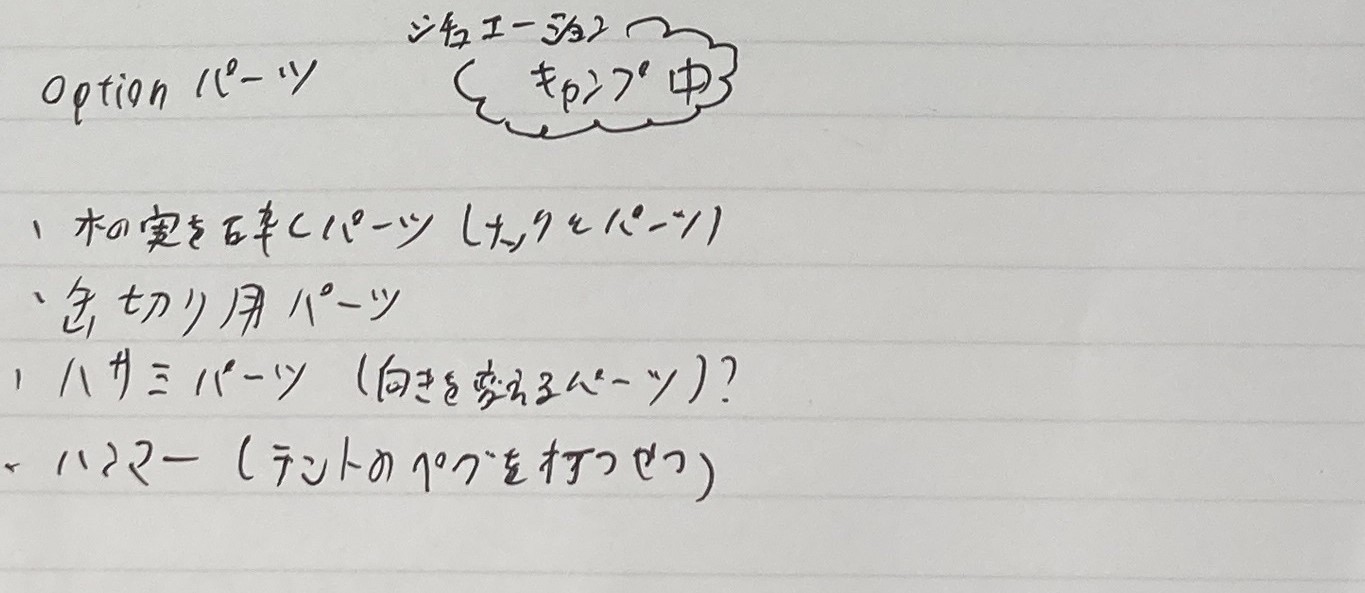 シチュエーション
Option パーツ
キャンプ中
・木の実を砕くパーツ(ナックルパーツ)
・缶切り用パーツ
・ハサミパーツ(向きを変えるパーツ)?
・ハンマー(テントのペグを打つやつ)